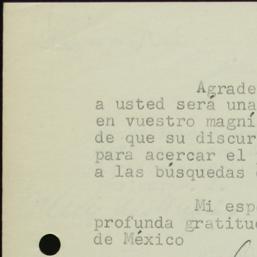 Agrade
a usted será una
en vuestro magní
de que su discur
para acercar el
a las búsquedas
Mi esp
profunda gratitu
de México